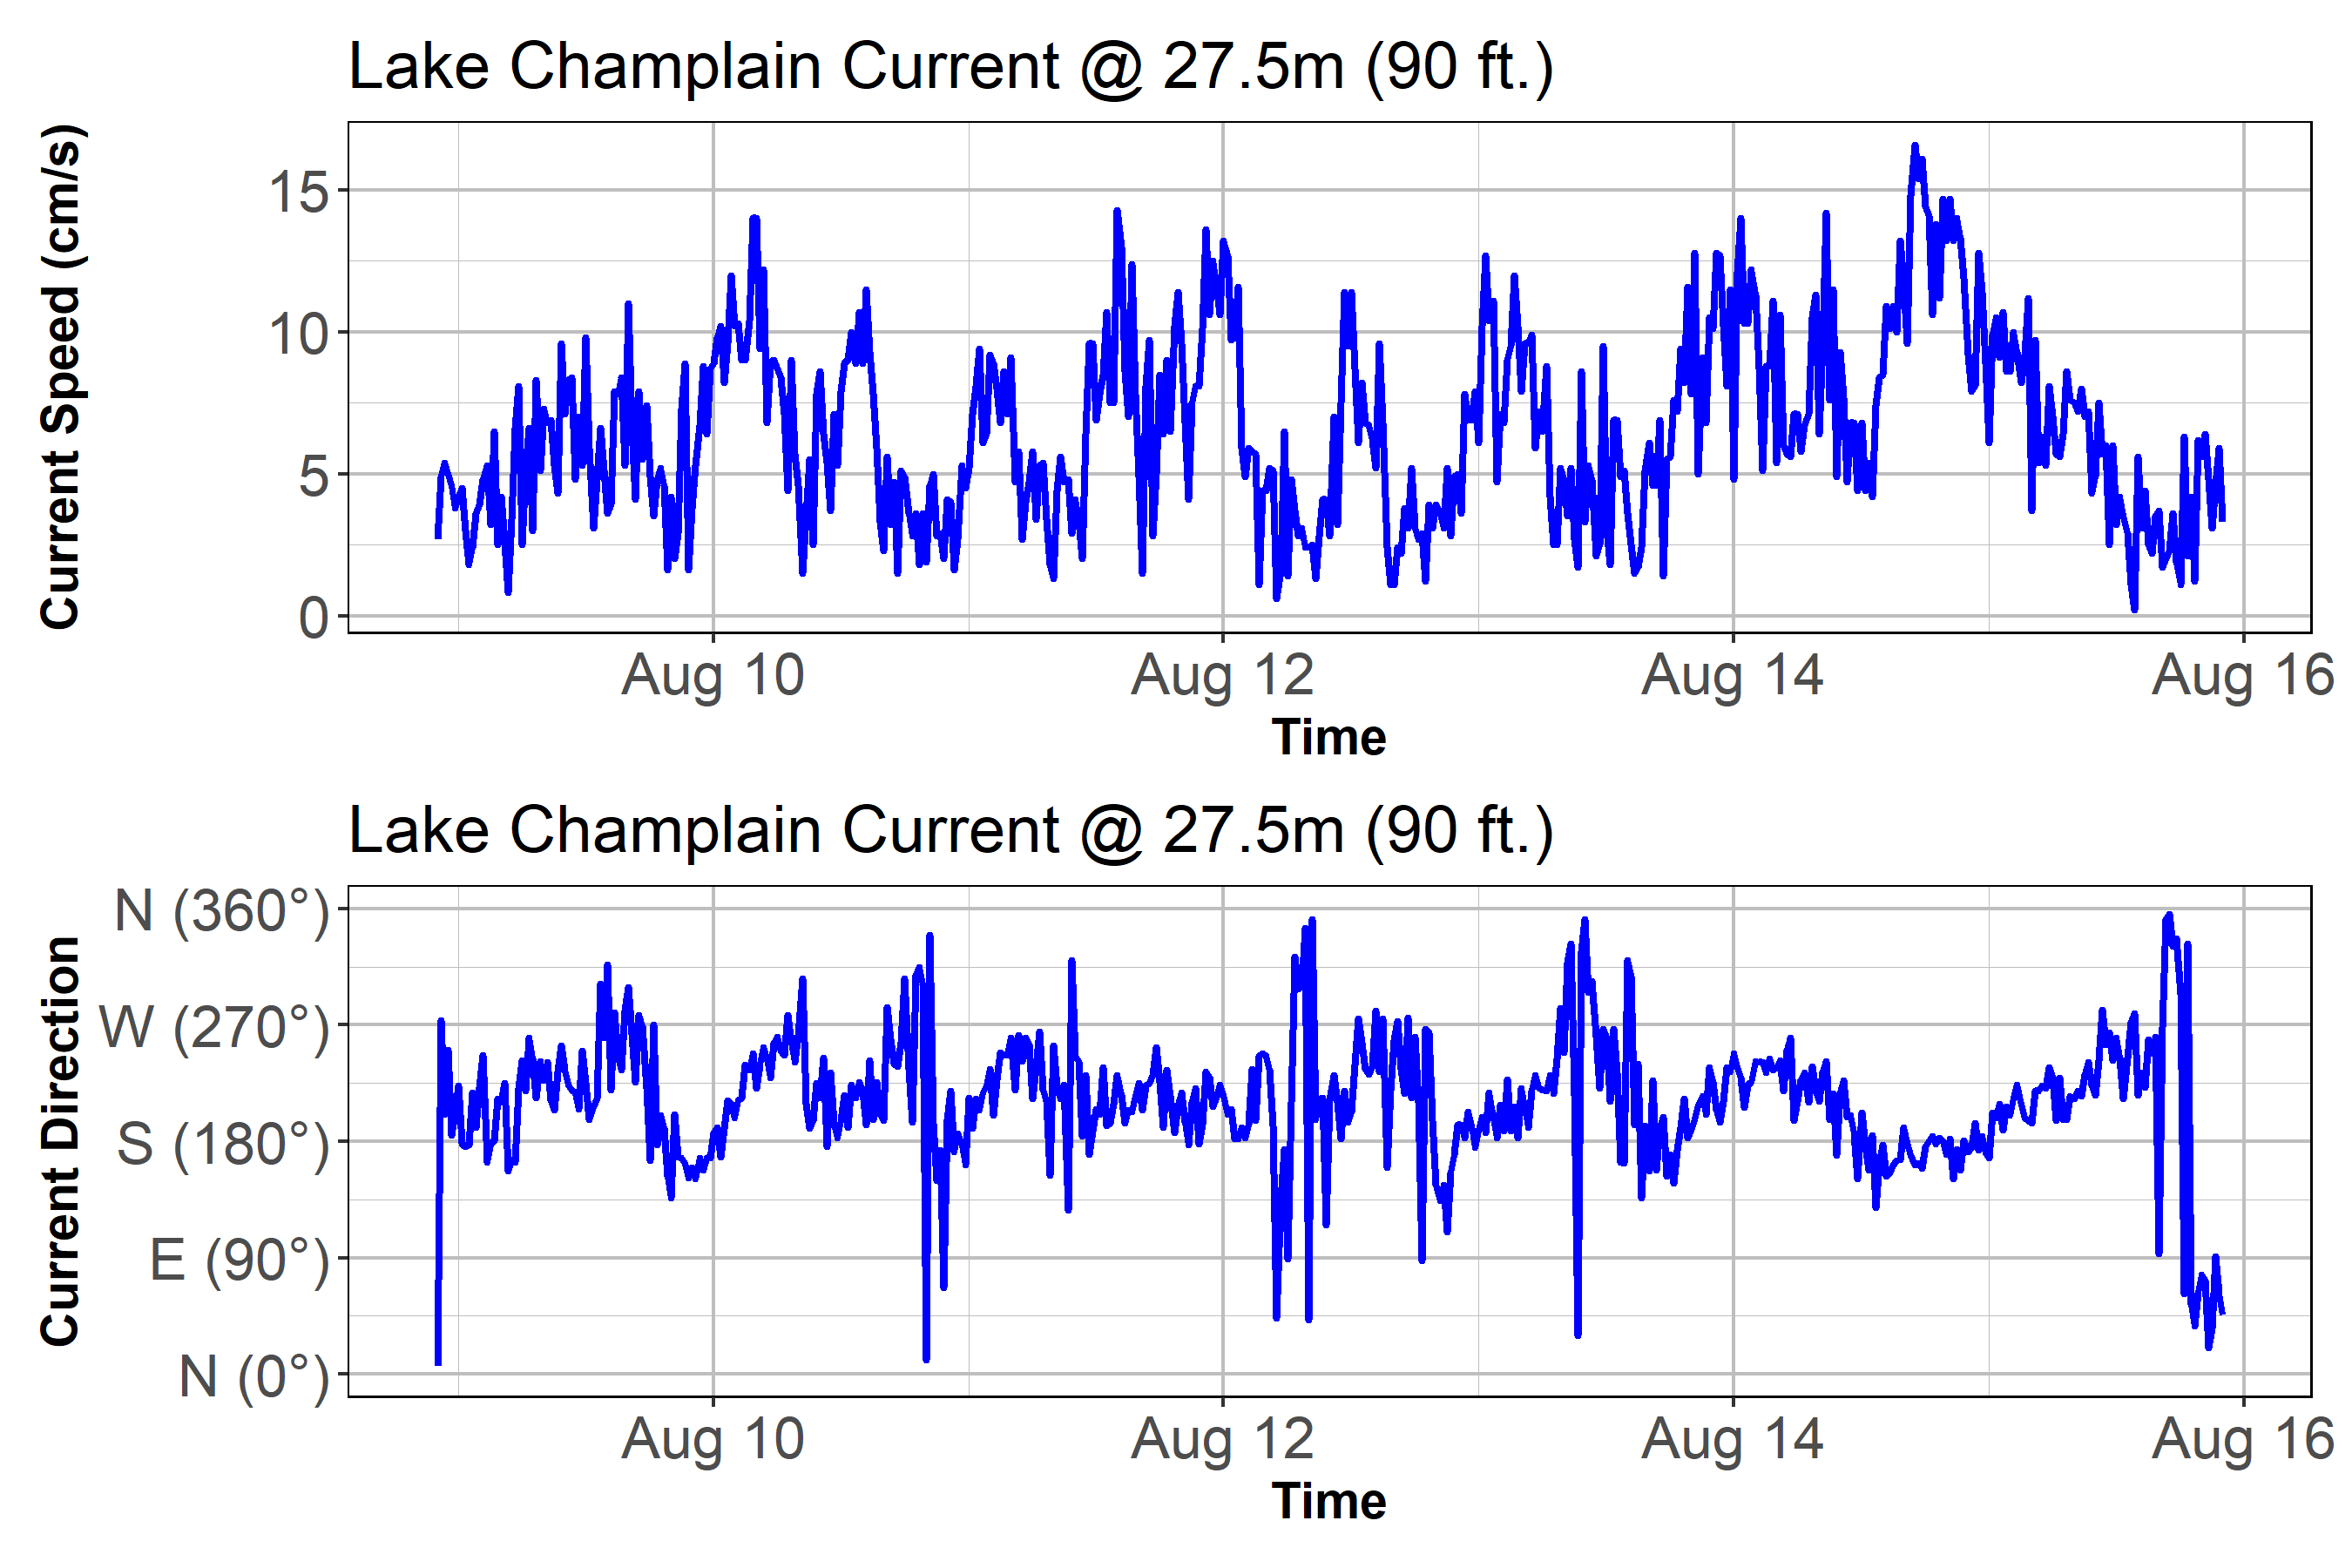 Lake Champlain Current @ 27.5m (90 ft.)
Current Speed (cm/s)
15
10
5
0
Aug 10 Aug 12 Aug 14 Aug 16
Time
Lake Champlain Current @ 27.5m (90 ft.)
Current Direction
N (360°)
W (270°)
S (180°)
E (90°)
N (0°)
Aug 10 Aug 12 Aug 14 Aug 16
Time